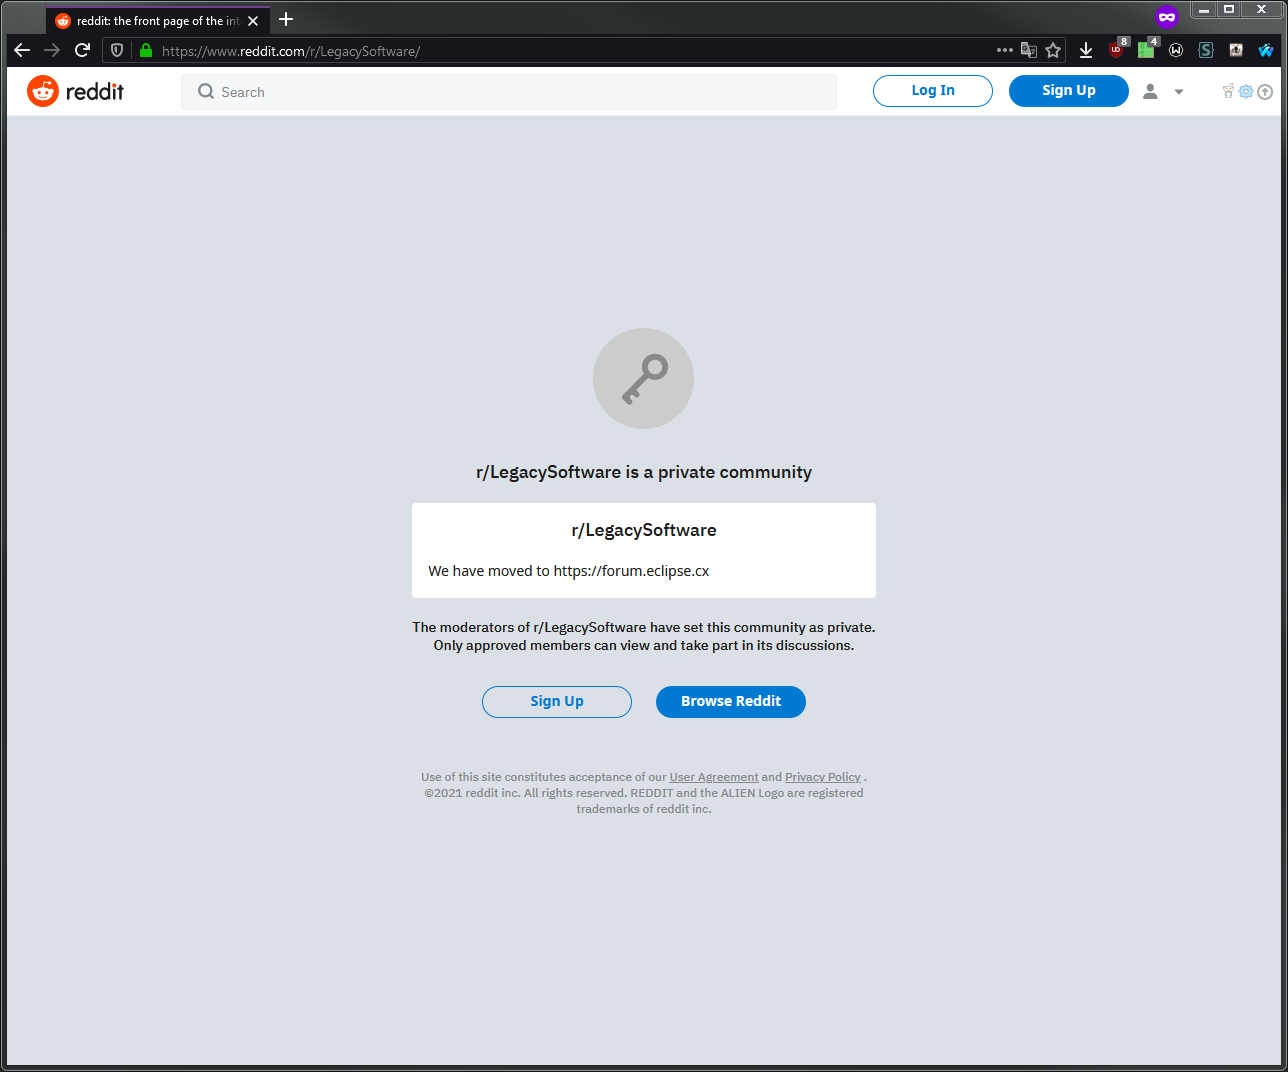 reddit: the front page of the int
https://www.reddit.com/r/LegacySoftware/
8
4
reddit
Search
Log In
Sign Up
r/LegacySoftware is a private community
r/LegacySoftware
We have moved to https://forum.eclipse.cx
The moderators of r/LegacySoftware have set this community as private.
Only approved members can view and take part in its discussions.
Sign Up
Browse Reddit
Use of this site constitutes acceptance of our User Agreement and Privacy Policy .
©2021 reddit inc. All rights reserved. REDDIT and the ALIEN Logo are registered
trademarks of reddit inc.